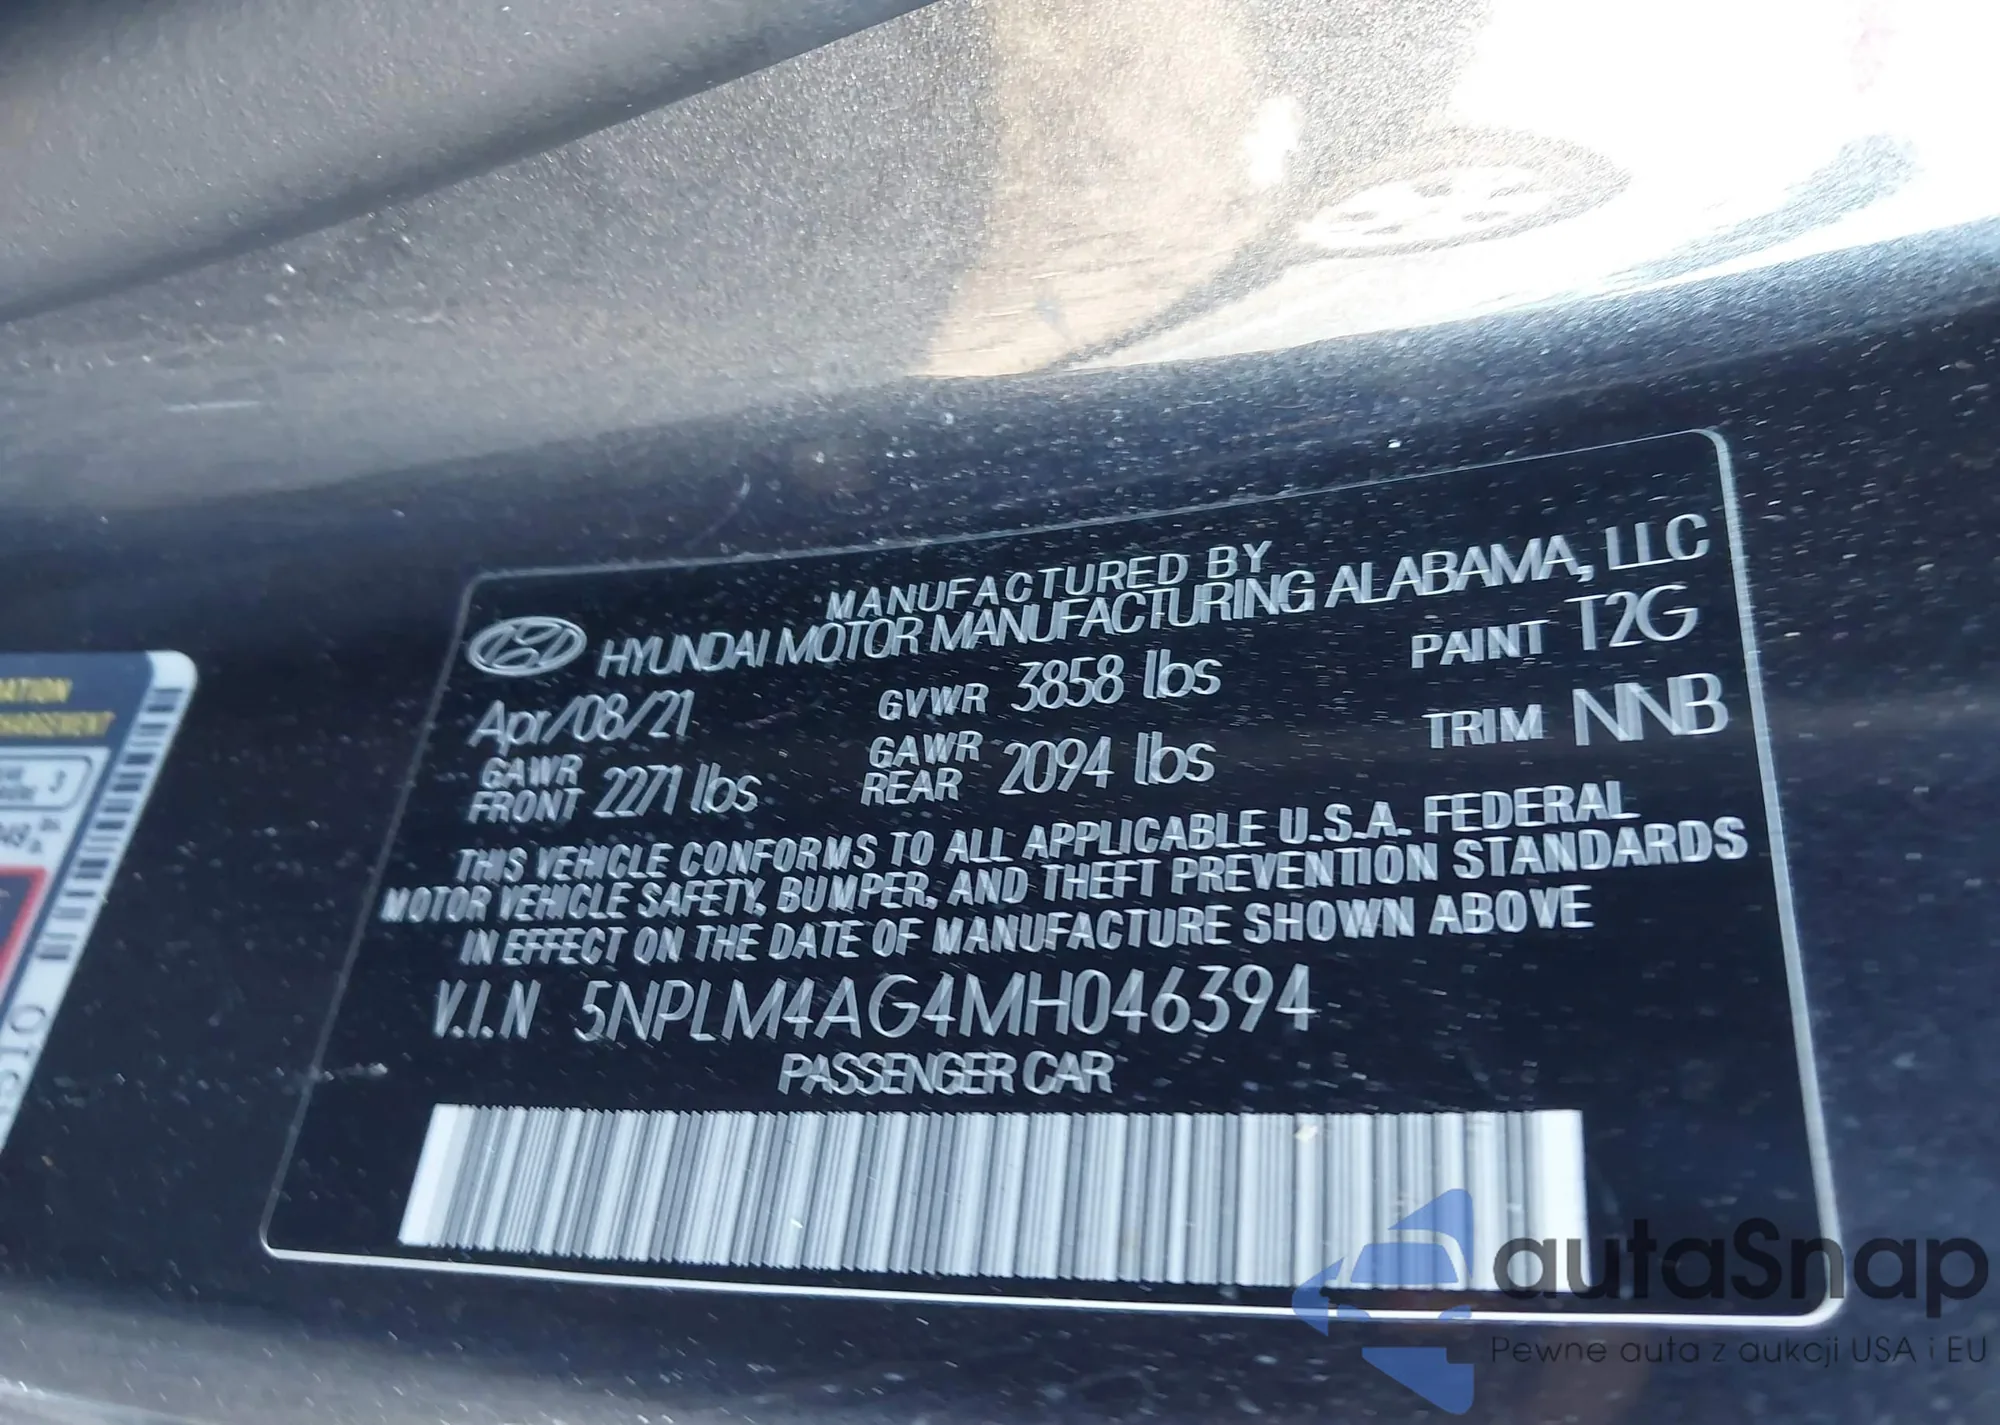 MANUFACTURED BY
HYUNDAI MOTOR MANUFACTURING ALABAMA, LLC
Apr/08/21 GVWR 3858 lbs PAINT T2G
GAWR FRONT 2271 lbs GAWR REAR 2094 lbs TRIM NNB
THIS VEHICLE CONFORMS TO ALL APPLICABLE U.S.A. FEDERAL
MOTOR VEHICLE SAFETY, BUMPER, AND THEFT PREVENTION STANDARDS
IN EFFECT ON THE DATE OF MANUFACTURE SHOWN ABOVE
V.I.N 5NPLM4AG4MH046394
PASSENGER CAR
autaSnap
Pewne auta z aukcji USA i EU